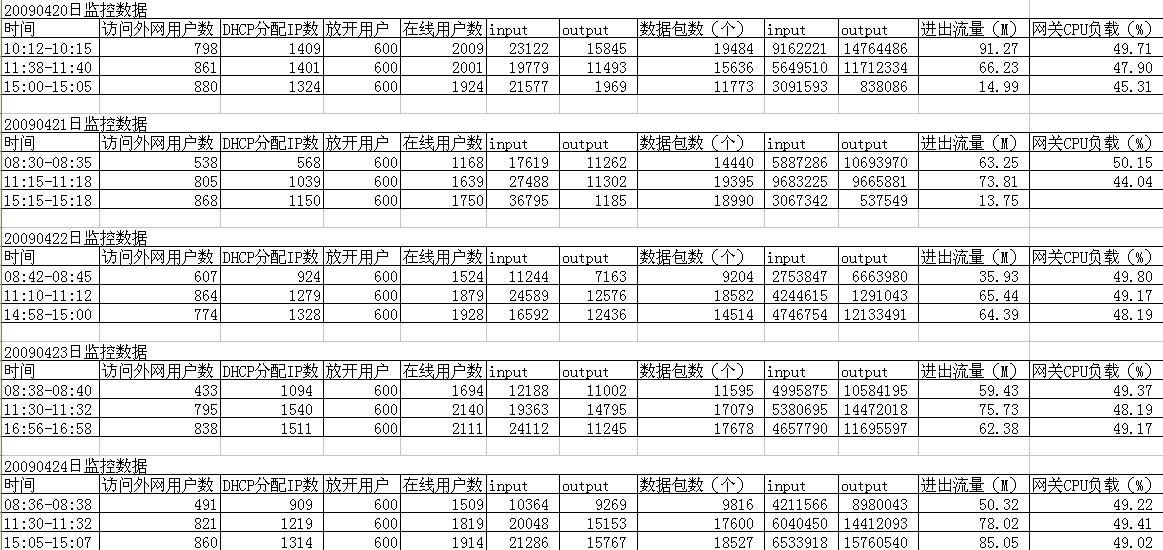 20090420日监控数据
时间 访问外网用户数 DHCP分配IP数 放开用户 在线用户数 input output 数据包数（个） input output 进出流量（M） 网关CPU负载（%）
10:12-10:15 798 1409 600 2009 23122 15845 19484 9162221 14764486 91.27 49.71
11:38-11:40 861 1401 600 2001 19779 11493 15636 5649510 11712334 66.23 47.90
15:00-15:05 880 1324 600 1924 21577 1969 11773 3091593 838086 14.99 45.31
20090421日监控数据
时间 访问外网用户数 DHCP分配IP数 放开用户 在线用户数 input output 数据包数（个） input output 进出流量（M） 网关CPU负载（%）
08:30-08:35 538 568 600 1168 17619 11262 14440 5887286 10693970 63.25 50.15
11:15-11:18 805 1039 600 1639 27488 11302 19395 9683225 9665881 73.81 44.04
15:15-15:18 868 1150 600 1750 36795 1185 18990 3067342 537549 13.75
20090422日监控数据
时间 访问外网用户数 DHCP分配IP数 放开用户 在线用户数 input output 数据包数（个） input output 进出流量（M） 网关CPU负载（%）
08:42-08:45 607 924 600 1524 11244 7163 9204 2753847 6663980 35.93 49.80
11:10-11:12 864 1279 600 1879 24589 12576 18582 4244615 1291043 65.44 49.17
14:58-15:00 774 1328 600 1928 16592 12436 14514 4746754 12133491 64.39 48.19
20090423日监控数据
时间 访问外网用户数 DHCP分配IP数 放开用户 在线用户数 input output 数据包数（个） input output 进出流量（M） 网关CPU负载（%）
08:38-08:40 433 1094 600 1694 12188 11002 11595 4995875 10584195 59.43 49.37
11:30-11:32 795 1540 600 2140 19363 14795 17079 5380695 14472018 75.73 48.19
16:56-16:58 838 1511 600 2111 24112 11245 17678 4657790 11695597 62.38 49.17
20090424日监控数据
时间 访问外网用户数 DHCP分配IP数 放开用户 在线用户数 input output 数据包数（个） input output 进出流量（M） 网关CPU负载（%）
08:36-08:38 491 909 600 1509 10364 9269 9816 4211566 8980043 50.32 49.22
11:30-11:32 821 1219 600 1819 20048 15153 17600 6040450 14412093 78.02 49.41
15:05-15:07 860 1314 600 1914 21286 15767 18527 6533918 15760540 85.05 49.02